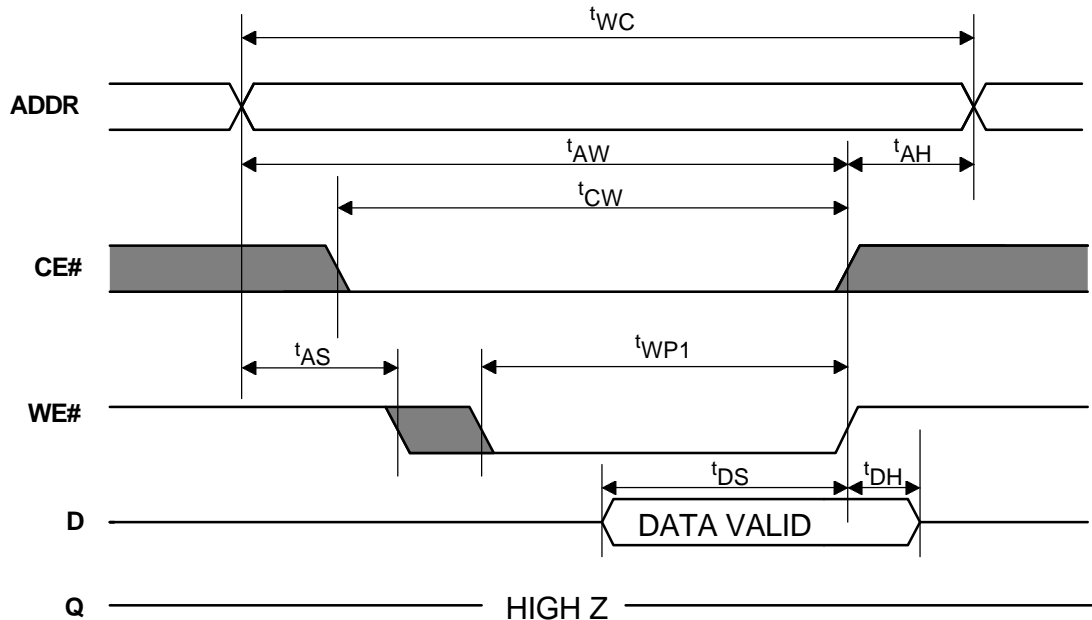 tWC
ADDR
tAW
tAH
tCW
CE#
tAS
tWP1
WE#
tDS
tDH
D
DATA VALID
Q
HIGH Z